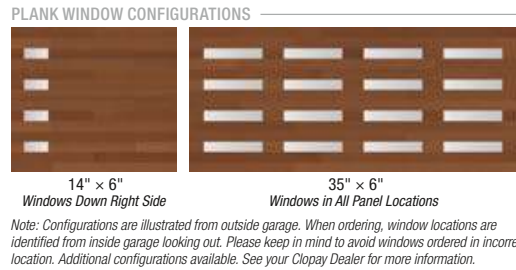 PLANK WINDOW CONFIGURATIONS
14" × 6"
Windows Down Right Side
35" × 6"
Windows in All Panel Locations
Note: Configurations are illustrated from outside garage. When ordering, window locations are
identified from inside garage looking out. Please keep in mind to avoid windows ordered in incorre
location. Additional configurations available. See your Clopay Dealer for more information.